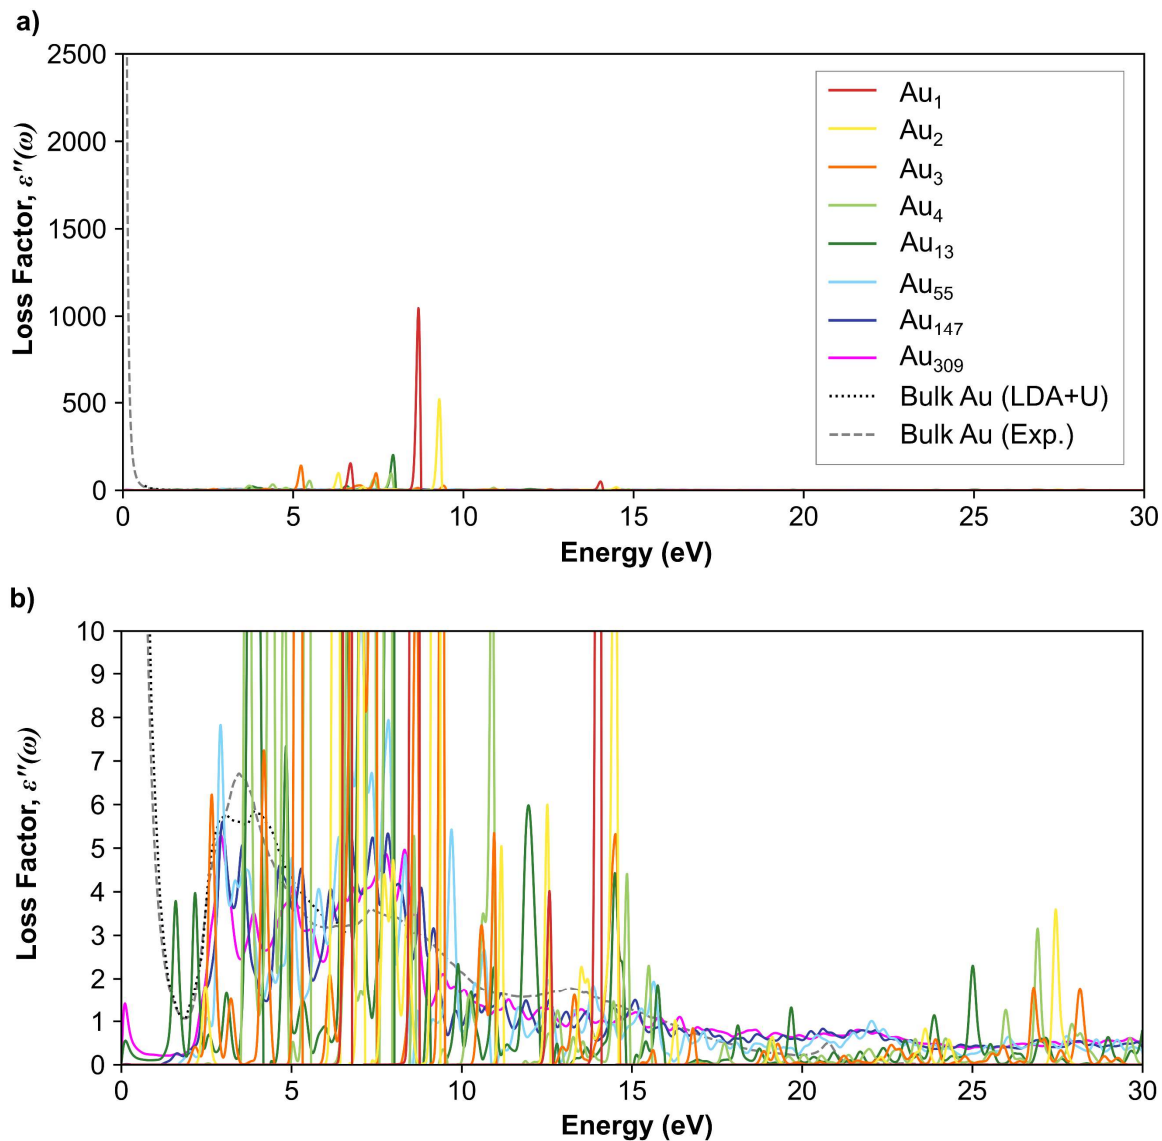 a)
Loss Factor, ε″(ω)
2500
2000
1500
1000
500
0
0 5 10 15 20 25 30
Energy (eV)
Au₁
Au₂
Au₃
Au₄
Au₁₃
Au₅₅
Au₁₄₇
Au₃₀₉
Bulk Au (LDA+U)
Bulk Au (Exp.)
b)
Loss Factor, ε″(ω)
10
9
8
7
6
5
4
3
2
1
0
0 5 10 15 20 25 30
Energy (eV)